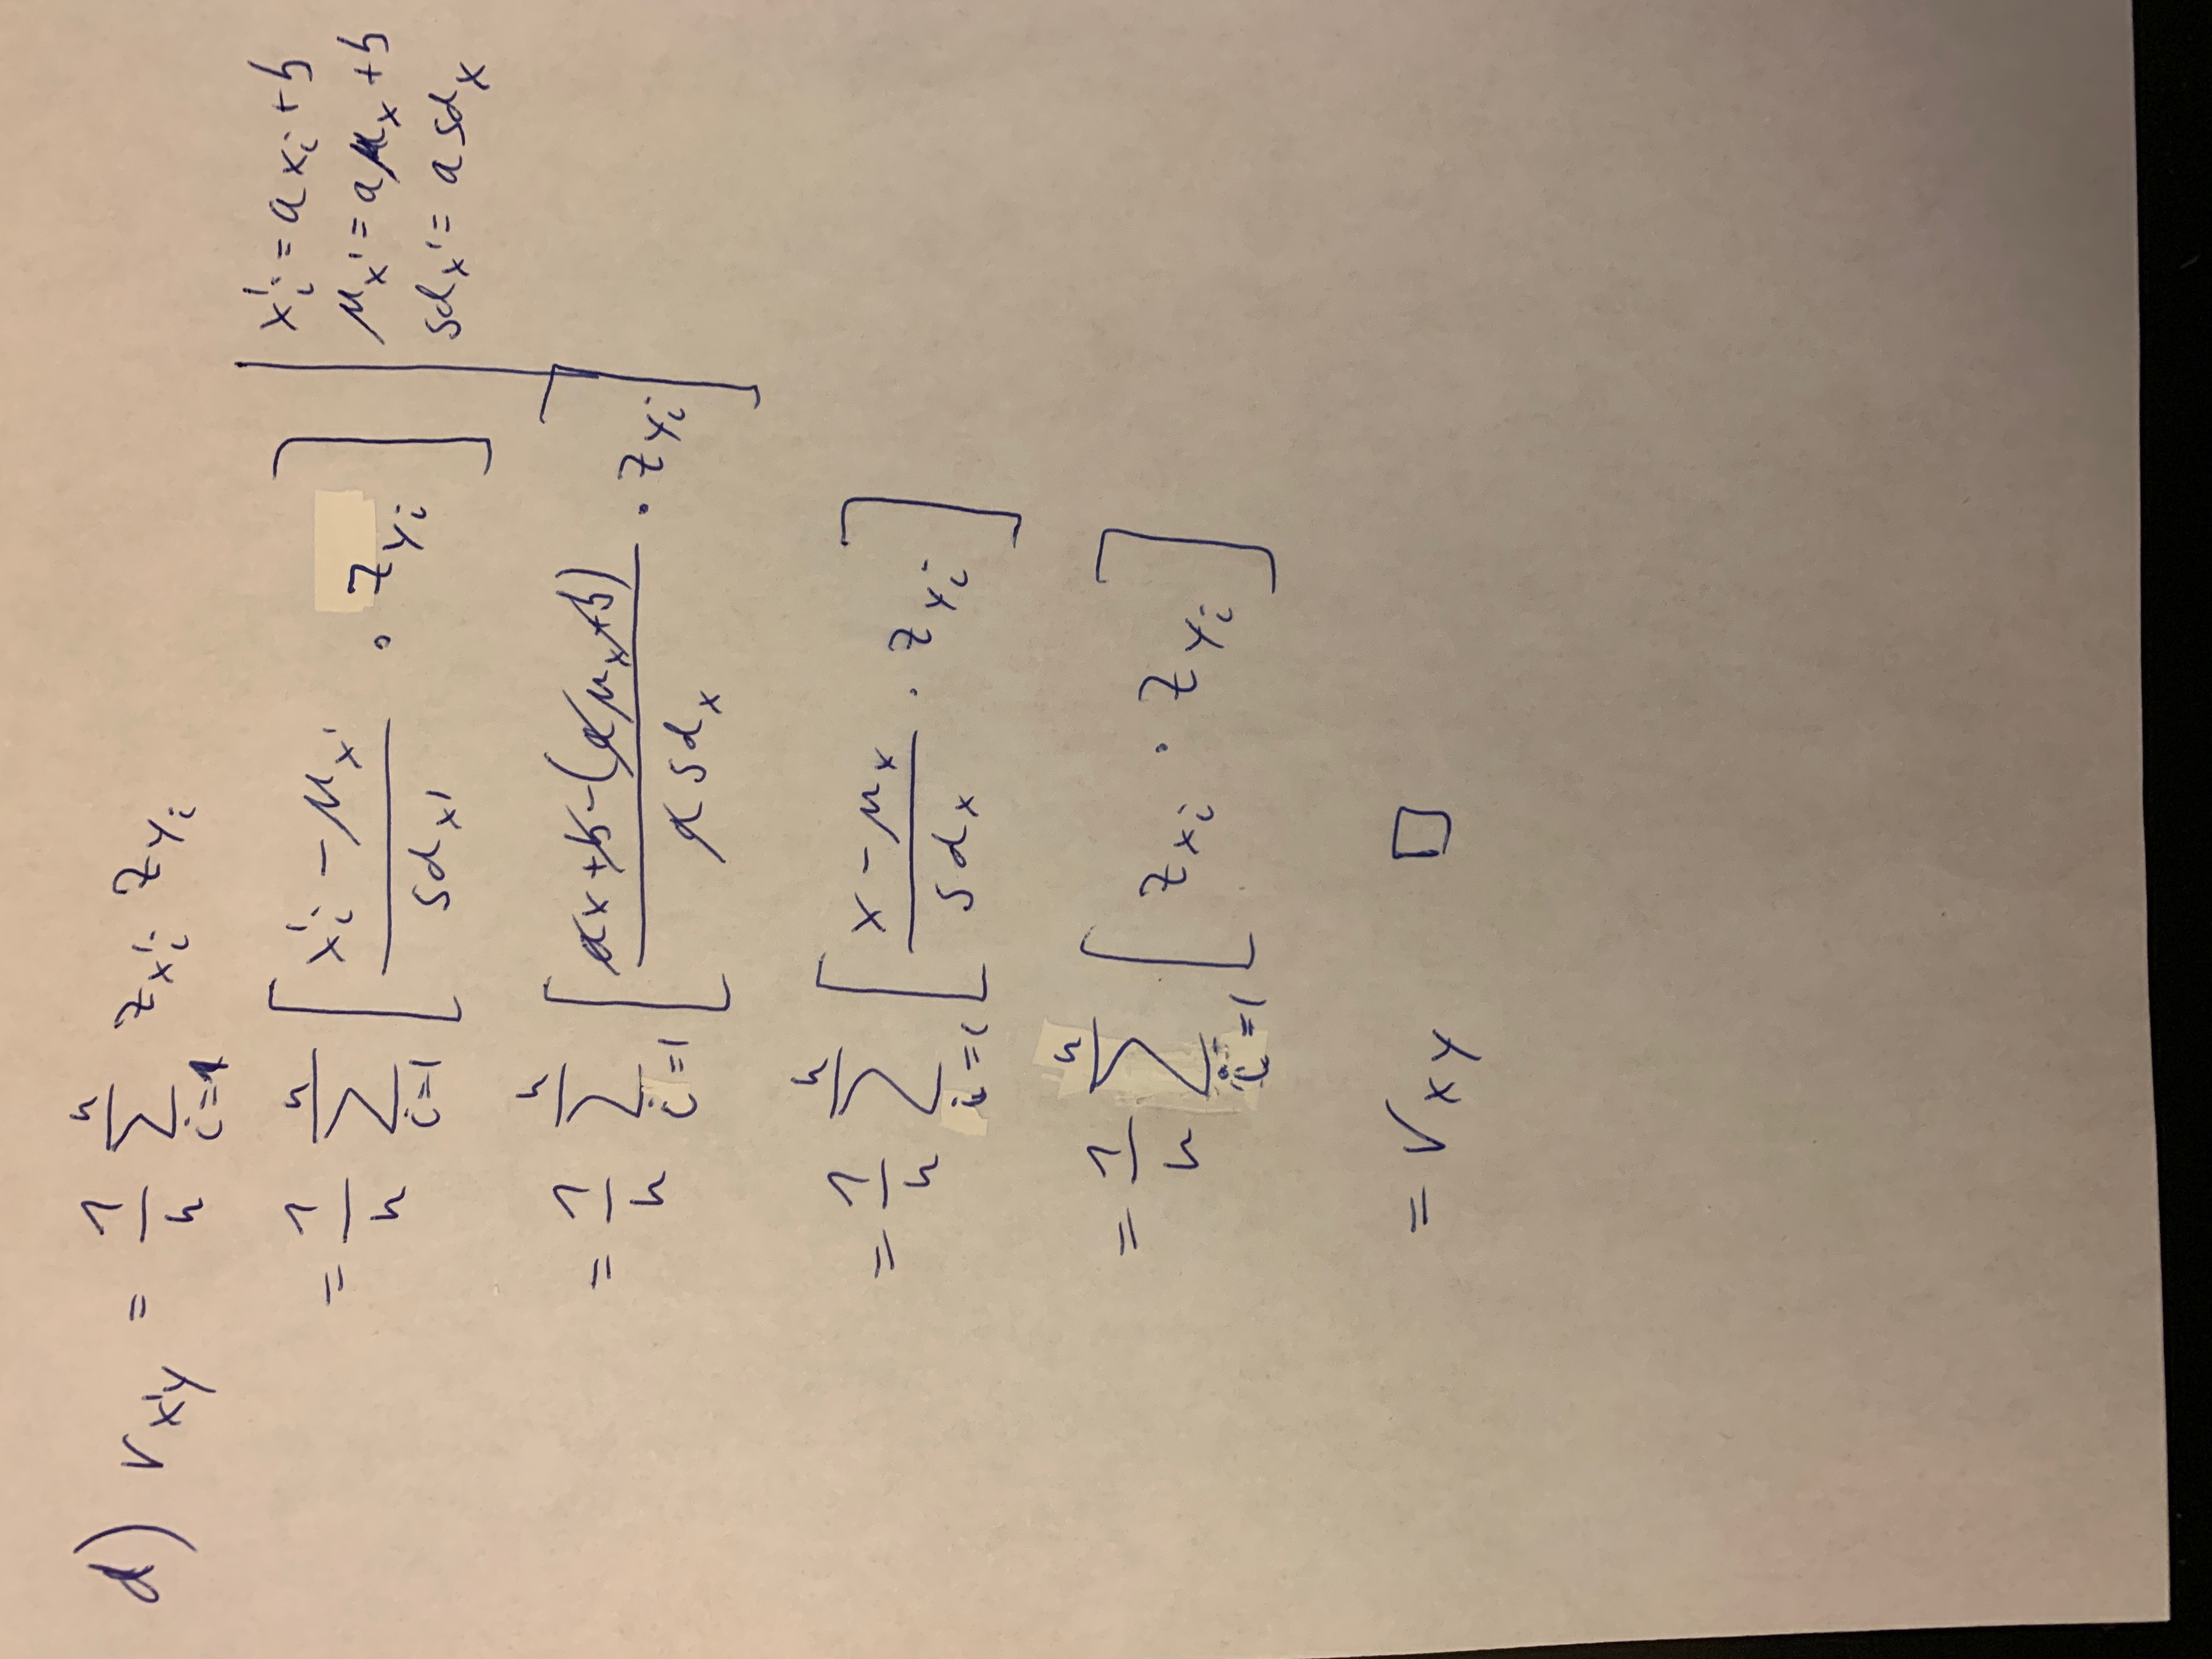 d) r_{x'y} = \frac{1}{n} \sum_{i=1}^{n} z_{x'_i} z_{y_i}
= \frac{1}{n} \sum_{i=1}^{n} \left[ \frac{x'_i - \mu_{x'}}{sd_{x'}} \cdot z_{y_i} \right]
x'_i = a x_i + b
\mu_{x'} = a \mu_x + b
sd_{x'} = a sd_x
= \frac{1}{n} \sum_{i=1}^{n} \left[ \frac{ax + b - (a\mu_x + b)}{a sd_x} \cdot z_{y_i} \right]
= \frac{1}{n} \sum_{i=1}^{n} \left[ \frac{x - \mu_x}{sd_x} \cdot z_{y_i} \right]
= \frac{1}{n} \sum_{i=1}^{n} \left[ z_{x_i} \cdot z_{y_i} \right]
= r_{xy} □